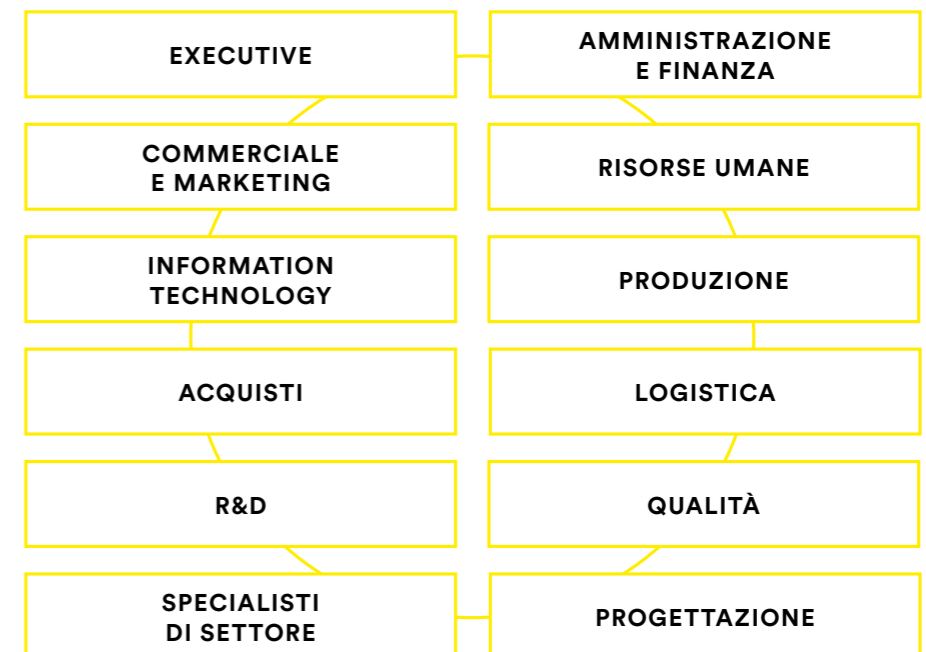 EXECUTIVE
AMMINISTRAZIONE
E FINANZA
COMMERCIALE
E MARKETING
RISORSE UMANE
INFORMATION
TECHNOLOGY
PRODUZIONE
ACQUISTI
LOGISTICA
R&D
QUALITÀ
SPECIALISTI
DI SETTORE
PROGETTAZIONE